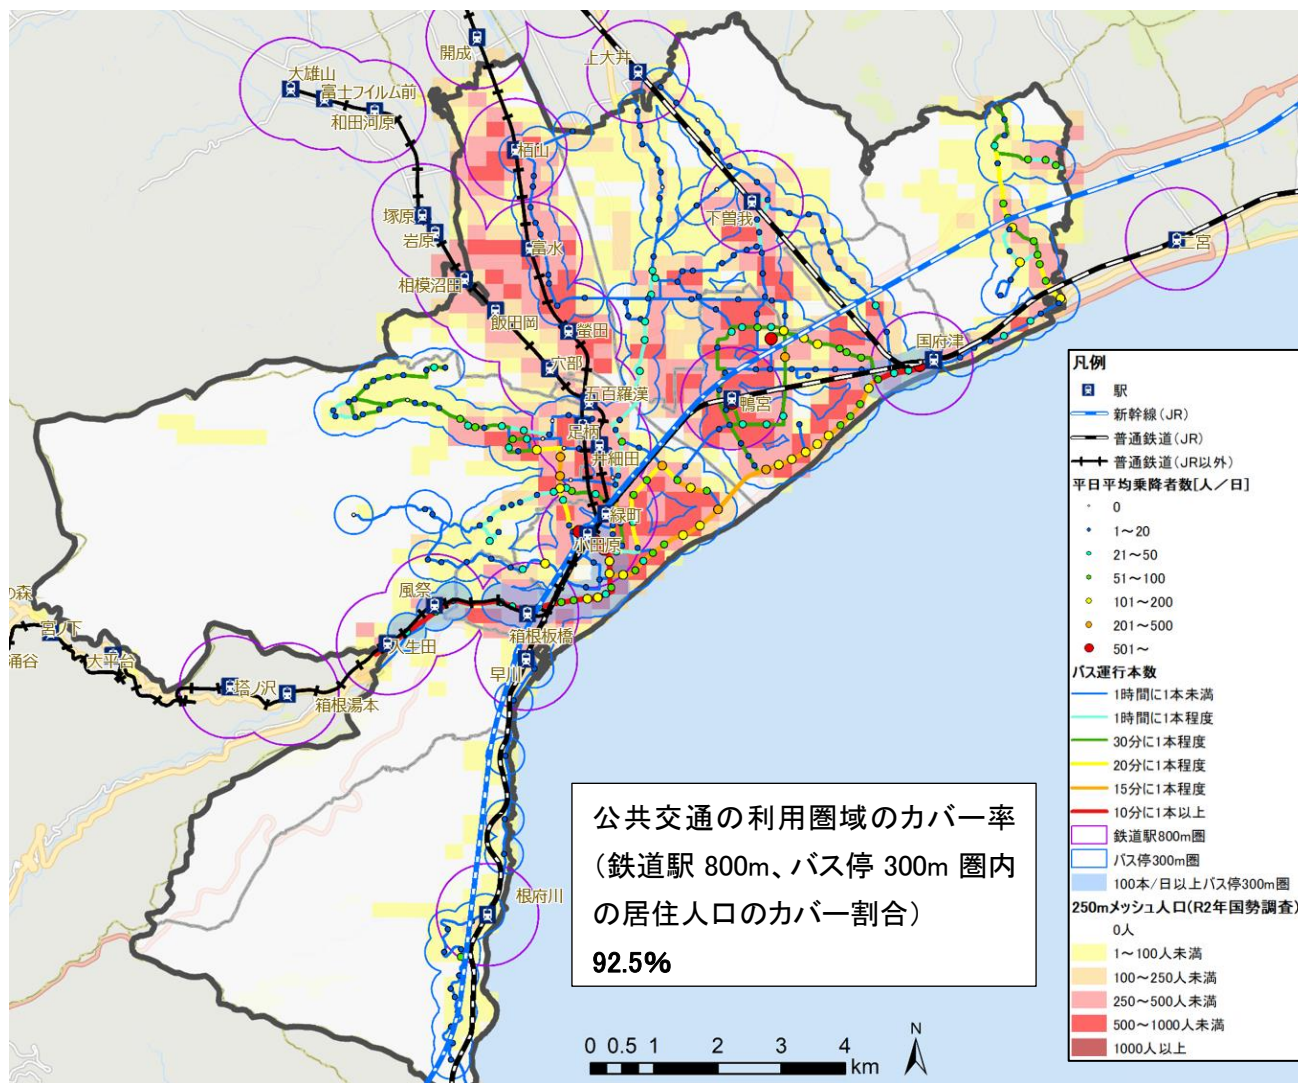 開成
上大井
大雄山
富士フイルム前
和田河原
栢山
下曽我
塚原
岩原
富水
二宮
相模沼田
飯田岡
螢田
国府津
穴部
五百羅漢
鴨宮
足柄
井細田
緑町
小田原
風祭
の森
宮ノ下
入生田
箱根板橋
涌谷
大平台
早川
塔ノ沢
箱根湯本
根府川
凡例
駅
新幹線(JR)
普通鉄道(JR)
普通鉄道(JR以外)
平日平均乗降者数[人/日]
0
1~20
21~50
51~100
101~200
201~500
501~
バス運行本数
1時間に1本未満
1時間に1本程度
30分に1本程度
20分に1本程度
15分に1本程度
10分に1本以上
鉄道駅800m圏
バス停300m圏
100本/日以上バス停300m圏
250mメッシュ人口(R2年国勢調査)
0人
1~100人未満
100~250人未満
250~500人未満
500~1000人未満
1000人以上
公共交通の利用圏域のカバー率
(鉄道駅 800m、バス停 300m 圏内
の居住人口のカバー割合)
92.5%
0 0.5 1 2 3 4
km
N